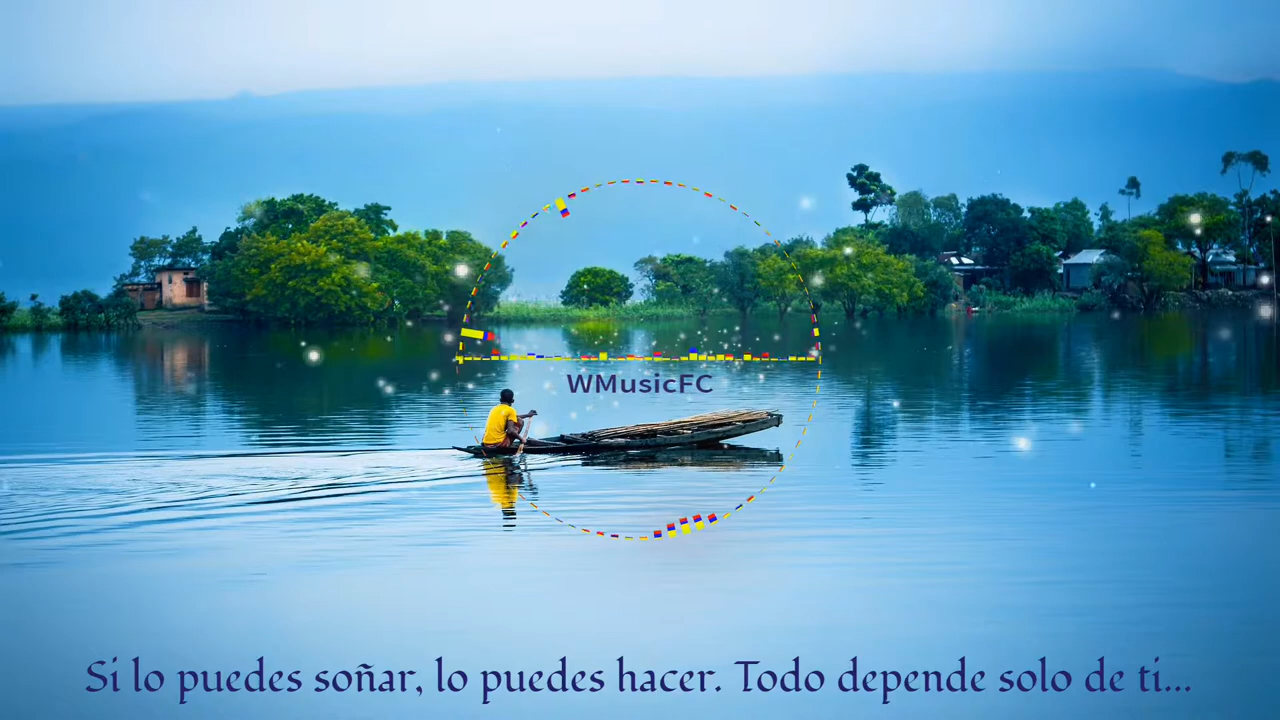 WMusicFC
Si lo puedes soñar, lo puedes hacer. Todo depende solo de ti...